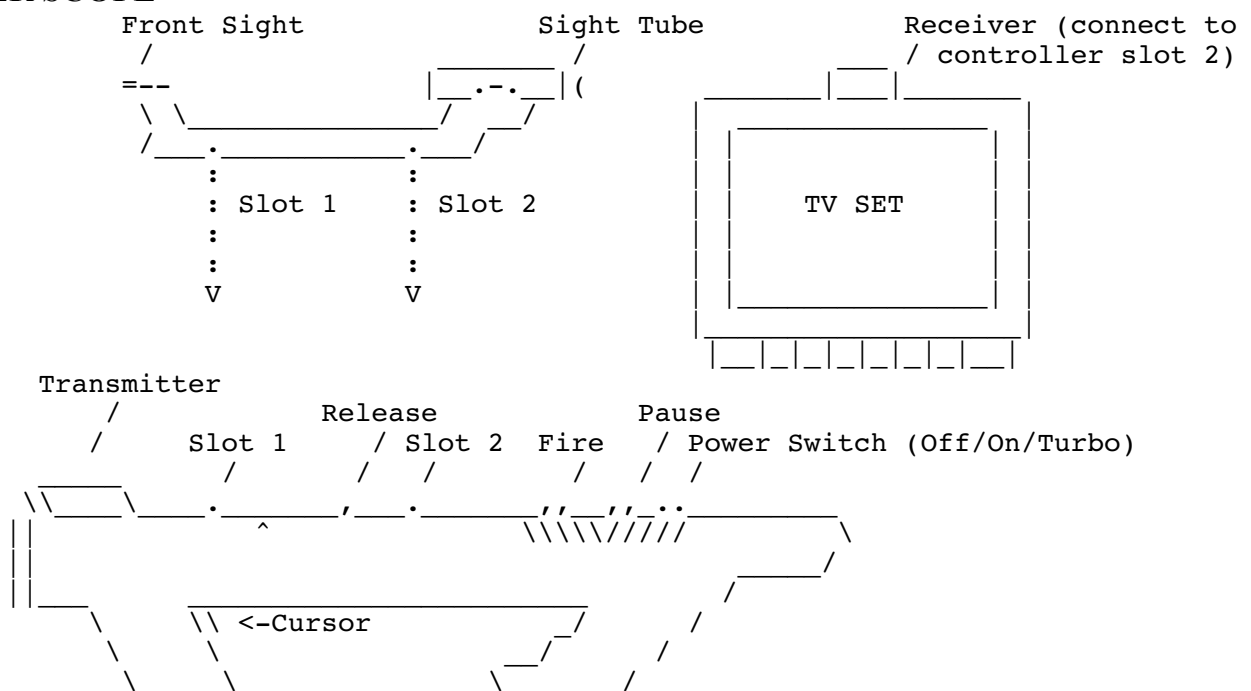 Front Sight Sight Tube Receiver (connect to
controller slot 2)
Slot 1 Slot 2 TV SET
V V
Transmitter
Release Pause
Slot 1 Slot 2 Fire Power Switch (Off/On/Turbo)
<-Cursor